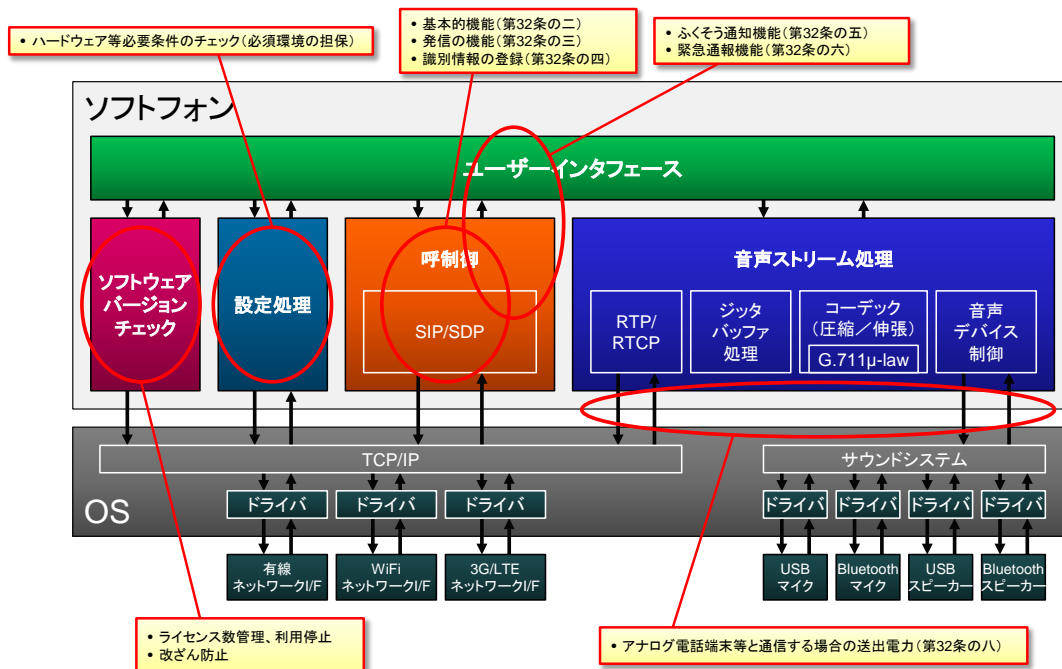 • ハードウェア等必要条件のチェック(必須環境の担保)
• 基本的機能(第32条の二)
• 発信の機能(第32条の三)
• 識別情報の登録(第32条の四)
• ふくそう通知機能(第32条の五)
• 緊急通報機能(第32条の六)
ソフトフォン
ユーザーインタフェース
ソフトウェア
バージョン
チェック
設定処理
呼制御
SIP/SDP
音声ストリーム処理
RTP/
RTCP
ジッタ
バッファ
処理
コーデック
(圧縮／伸張)
G.711μ-law
音声
デバイス
制御
TCP/IP
サウンドシステム
OS
ドライバ
ドライバ
ドライバ
ドライバ
ドライバ
ドライバ
ドライバ
有線
ネットワークI/F
WiFi
ネットワークI/F
3G/LTE
ネットワークI/F
USB
マイク
Bluetooth
マイク
USB
スピーカー
Bluetooth
スピーカー
• ライセンス数管理、利用停止
• 改ざん防止
• アナログ電話端末等と通信する場合の送出電力(第32条の八)